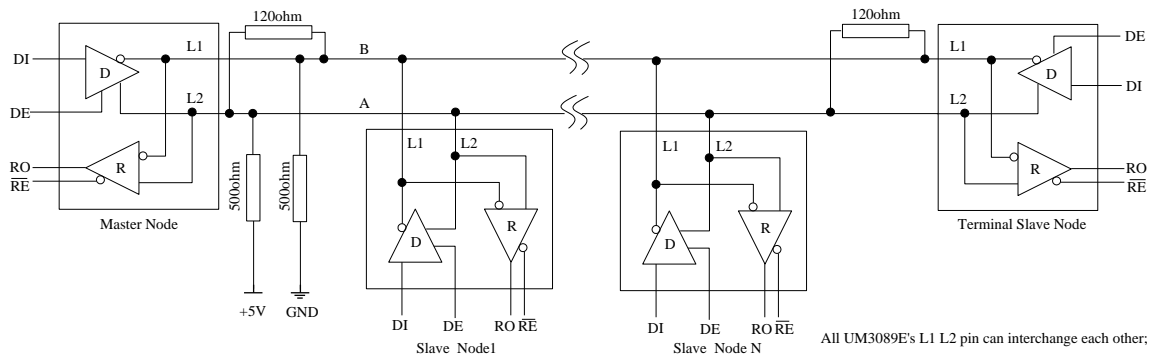 120ohm
120ohm
L1
B
L1
DE
DI
D
D
DI
L2
A
L2
DE
L1
L2
L1
L2
RO
R
R
RO
RE
RE
500ohm
500ohm
Master Node
Terminal Slave Node
D
R
D
R
+5V
GND
DI
DE
RO
RE
DI
DE
RO
RE
Slave Node1
Slave Node N
All UM3089E's L1 L2 pin can interchange each other;